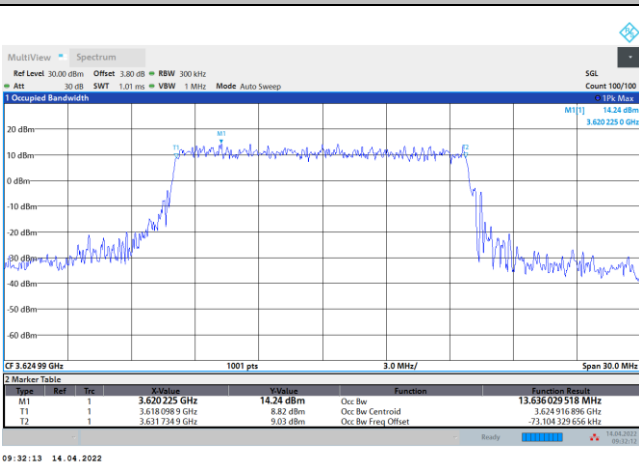 MultiView Spectrum
Ref Level 30.00 dBm Offset 3.80 dB RBW 300 kHz SGL
Att 30 dB SWT 1.01 ms VBW 1 MHz Mode Auto Sweep Count 100/100
1 Occupied Bandwidth 1Pk Max
M1[1] 14.24 dBm
3.620 225 0 GHz
M1
20 dBm
T1 T2
10 dBm
0 dBm
-10 dBm
-20 dBm
-30 dBm
-40 dBm
-50 dBm
-60 dBm
CF 3.624 99 GHz 1001 pts 3.0 MHz/ Span 30.0 MHz
2 Marker Table
Type Ref Trc X-Value Y-Value Function Function Result
M1 1 3.620 225 GHz 14.24 dBm Occ Bw 13.636 029 518 MHz
T1 1 3.618 098 9 GHz 8.82 dBm Occ Bw Centroid 3.624 916 896 GHz
T2 1 3.631 734 9 GHz 9.03 dBm Occ Bw Freq Offset -73.104 329 656 kHz
Ready 14.04.2022
09:32:12
09:32:13 14.04.2022